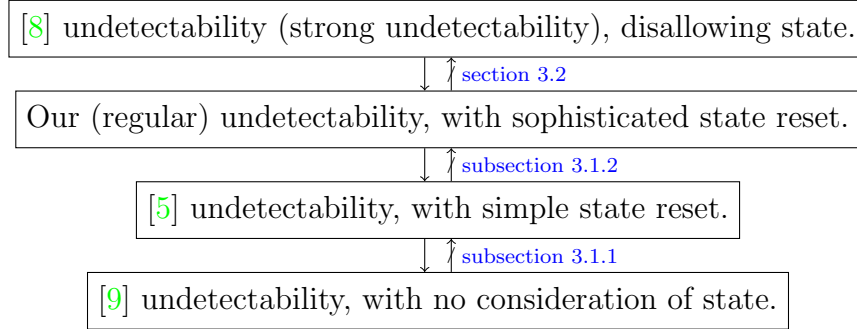 [8] undetectability (strong undetectability), disallowing state.
section 3.2
Our (regular) undetectability, with sophisticated state reset.
subsection 3.1.2
[5] undetectability, with simple state reset.
subsection 3.1.1
[9] undetectability, with no consideration of state.